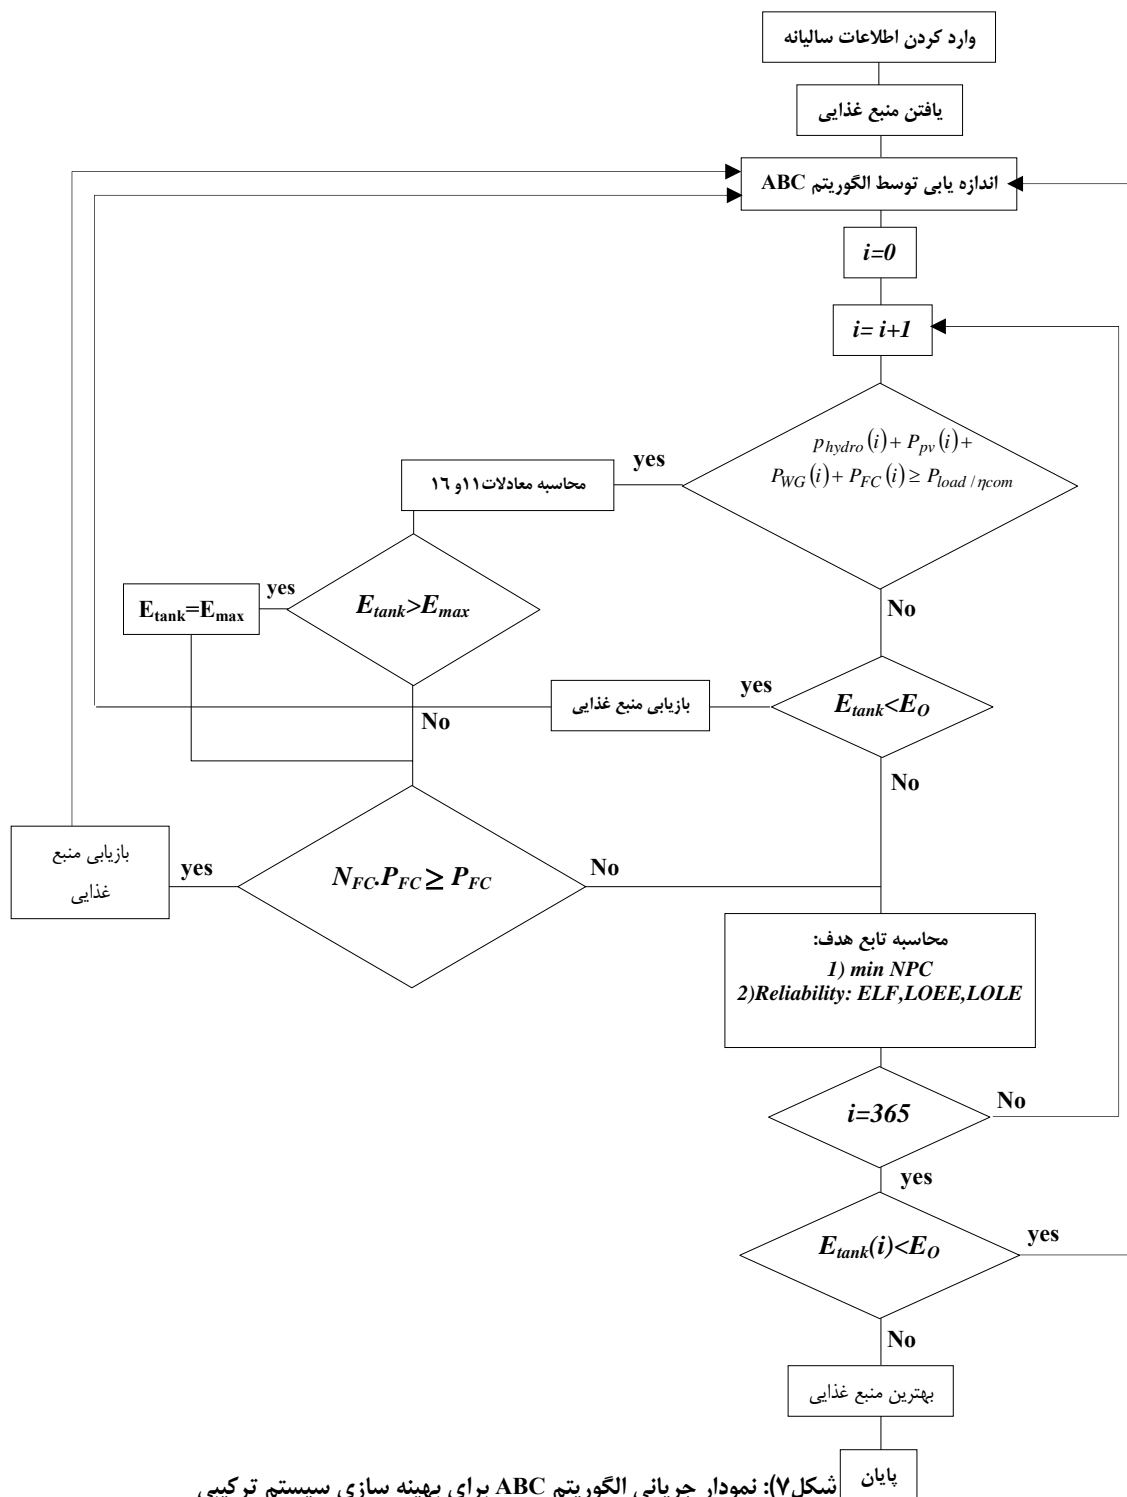 وارد کردن اطلاعات سالیانه
یافتن منبع غذایی
اندازه یابی توسط الگوریتم ABC
i=0
i= i+1
p_hydro(i) + P_pv(i) +
P_WG(i) + P_FC(i) ≥ P_load / ηcom
yes
محاسبه معادلات۱۱و ۱۶
No
E_tank>E_max
yes
E_tank=E_max
No
E_tank<E_O
yes
بازیابی منبع غذایی
No
N_FC.P_FC ≥ P_FC
yes
بازیابی منبع
غذایی
No
محاسبه تابع هدف:
1) min NPC
2)Reliability: ELF,LOEE,LOLE
i=365
No
yes
E_tank(i)<E_O
yes
No
بهترین منبع غذایی
پایان
شکل۷): نمودار جریانی الگوریتم ABC برای بهینه سازی سیستم ترکیبی